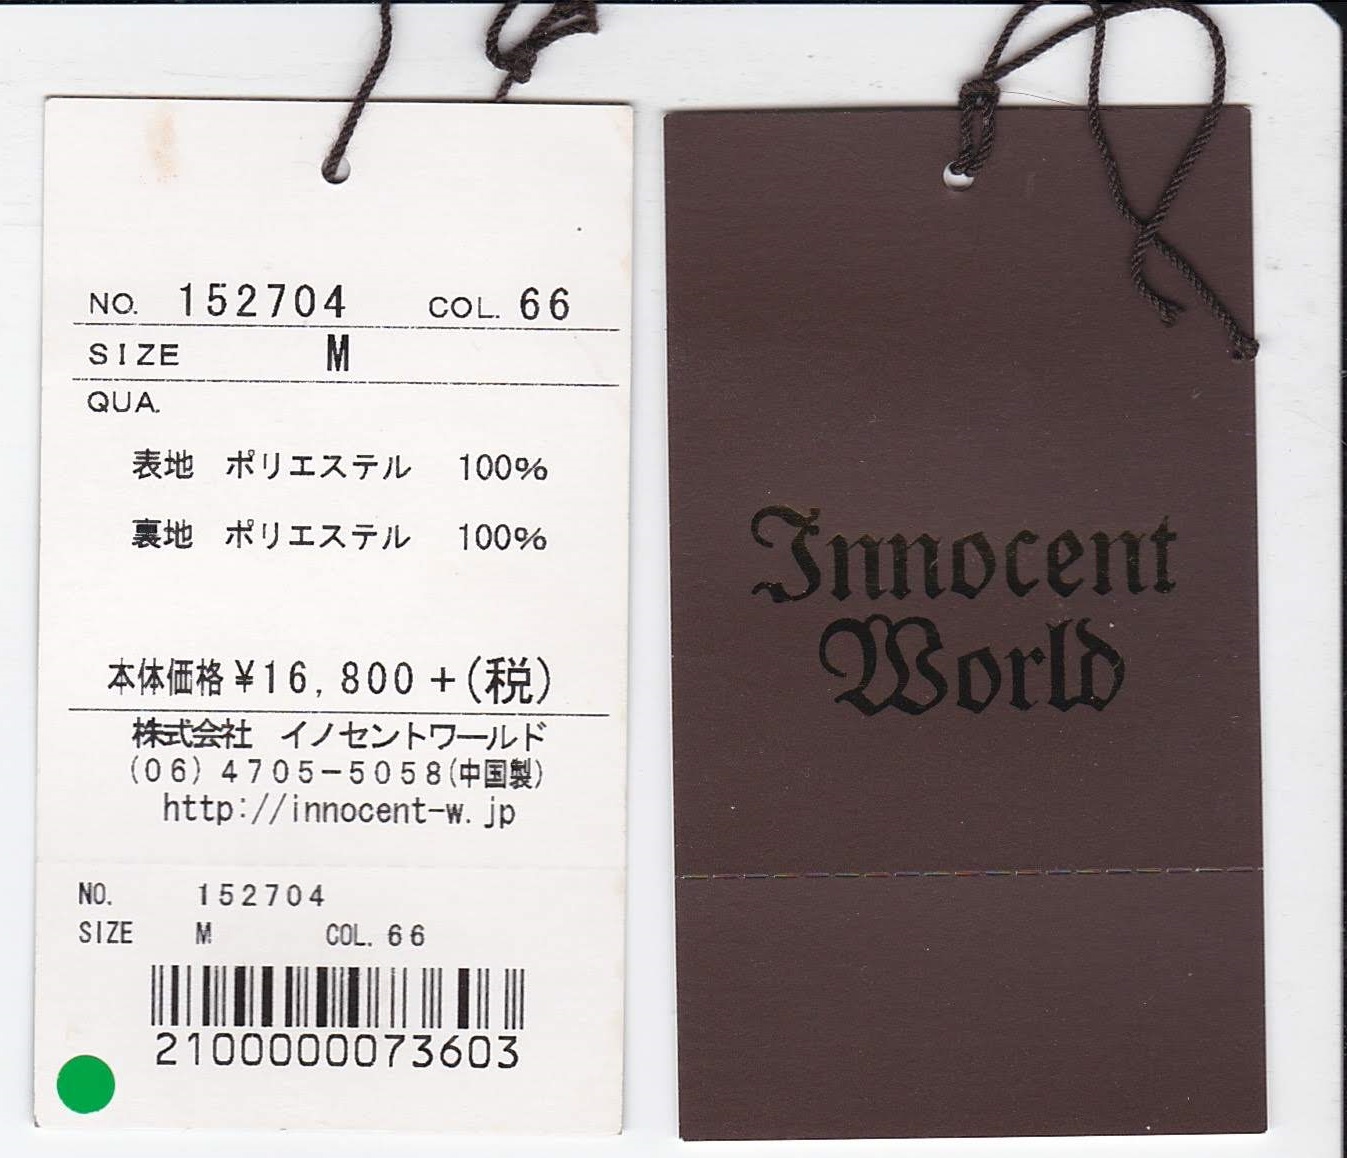 NO. 152704 COL. 66
SIZE M
QUA.
表地 ポリエステル 100%
裏地 ポリエステル 100%
本体価格¥16,800+(税)
株式会社 イノセントワールド
(06)4705-5058(中国製)
http://innocent-w.jp
NO. 152704
SIZE M COL. 66
2100000073603
Innocent
World